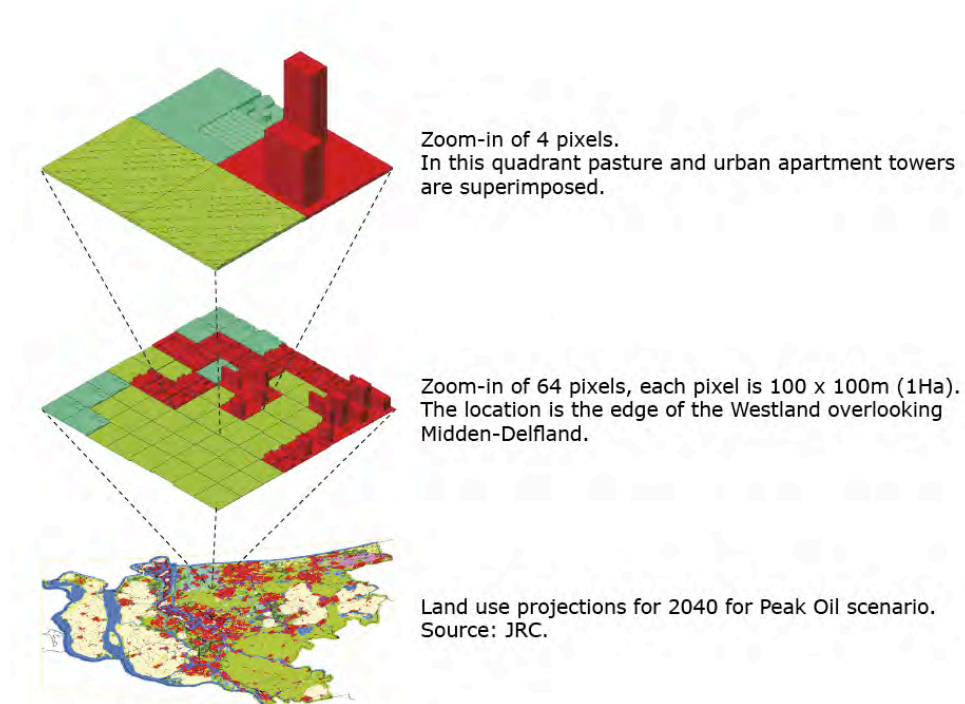 Zoom-in of 4 pixels.
In this quadrant pasture and urban apartment towers
are superimposed.
Zoom-in of 64 pixels, each pixel is 100 x 100m (1Ha).
The location is the edge of the Westland overlooking
Midden-Delfland.
Land use projections for 2040 for Peak Oil scenario.
Source: JRC.